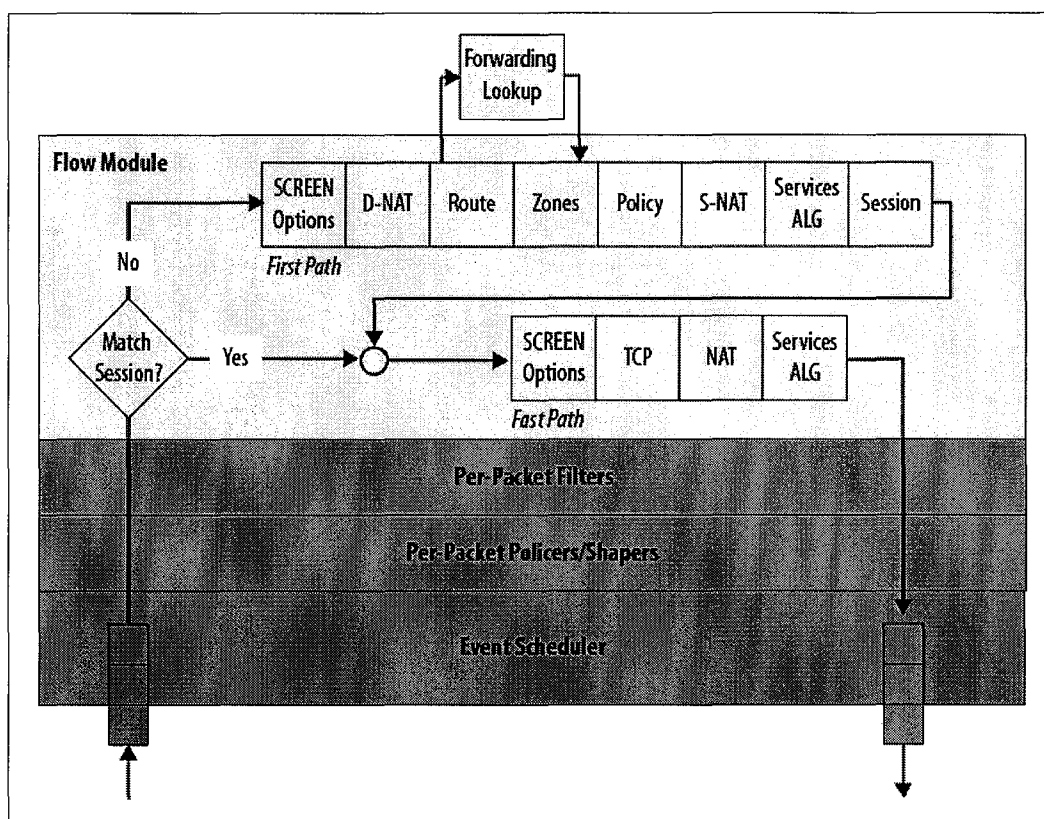 Forwarding
Lookup
Flow Module
SCREEN
Options
D-NAT
Route
Zones
Policy
S-NAT
Services
ALG
Session
First Path
No
Match
Session?
Yes
SCREEN
Options
TCP
NAT
Services
ALG
Fast Path
Per-Packet Filters
Per-Packet Policers/Shapers
Event Scheduler